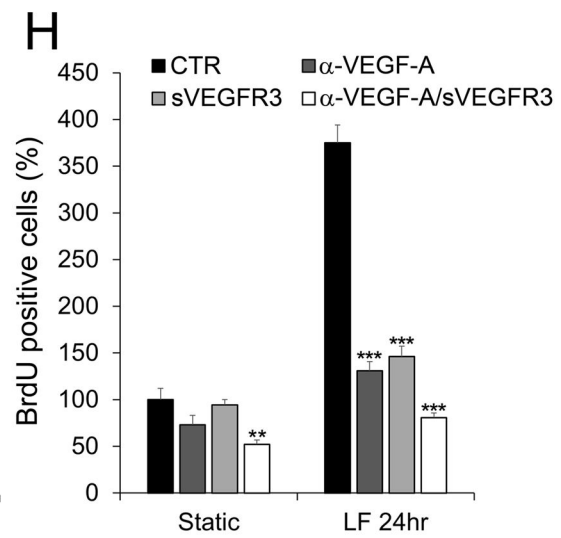 H
CTR α-VEGF-A
sVEGFR3 α-VEGF-A/sVEGFR3
BrdU positive cells (%)
450
400
350
300
250
200
150
100
50
0
**
***
***
***
Static LF 24hr